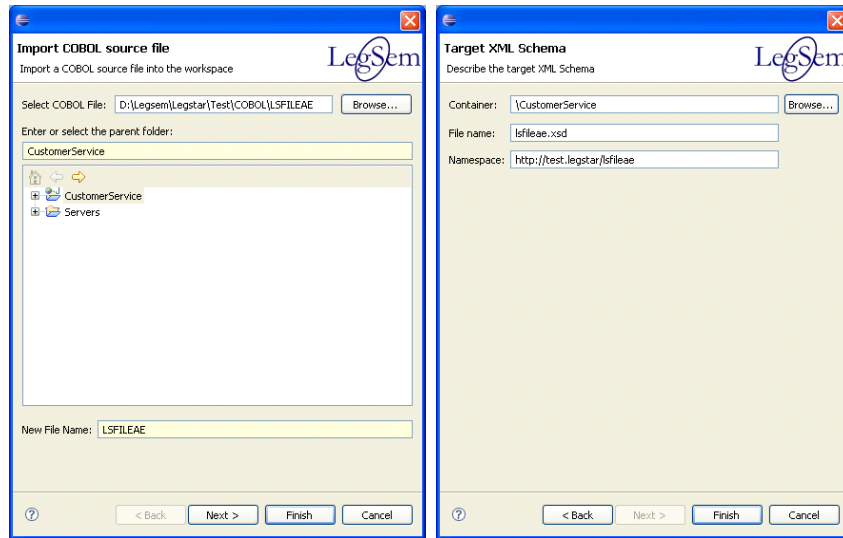 Import COBOL source file
Import a COBOL source file into the workspace
LegSem
Select COBOL File: D:\Legsem\Legstar\Test\COBOL\LSFILEAE Browse...
Enter or select the parent folder:
CustomerService
CustomerService
Servers
New File Name: LSFILEAE
? < Back Next > Finish Cancel
Target XML Schema
Describe the target XML Schema
LegSem
Container: \CustomerService Browse...
File name: lsfileae.xsd
Namespace: http://test.legstar/lsfileae
? < Back Next > Finish Cancel